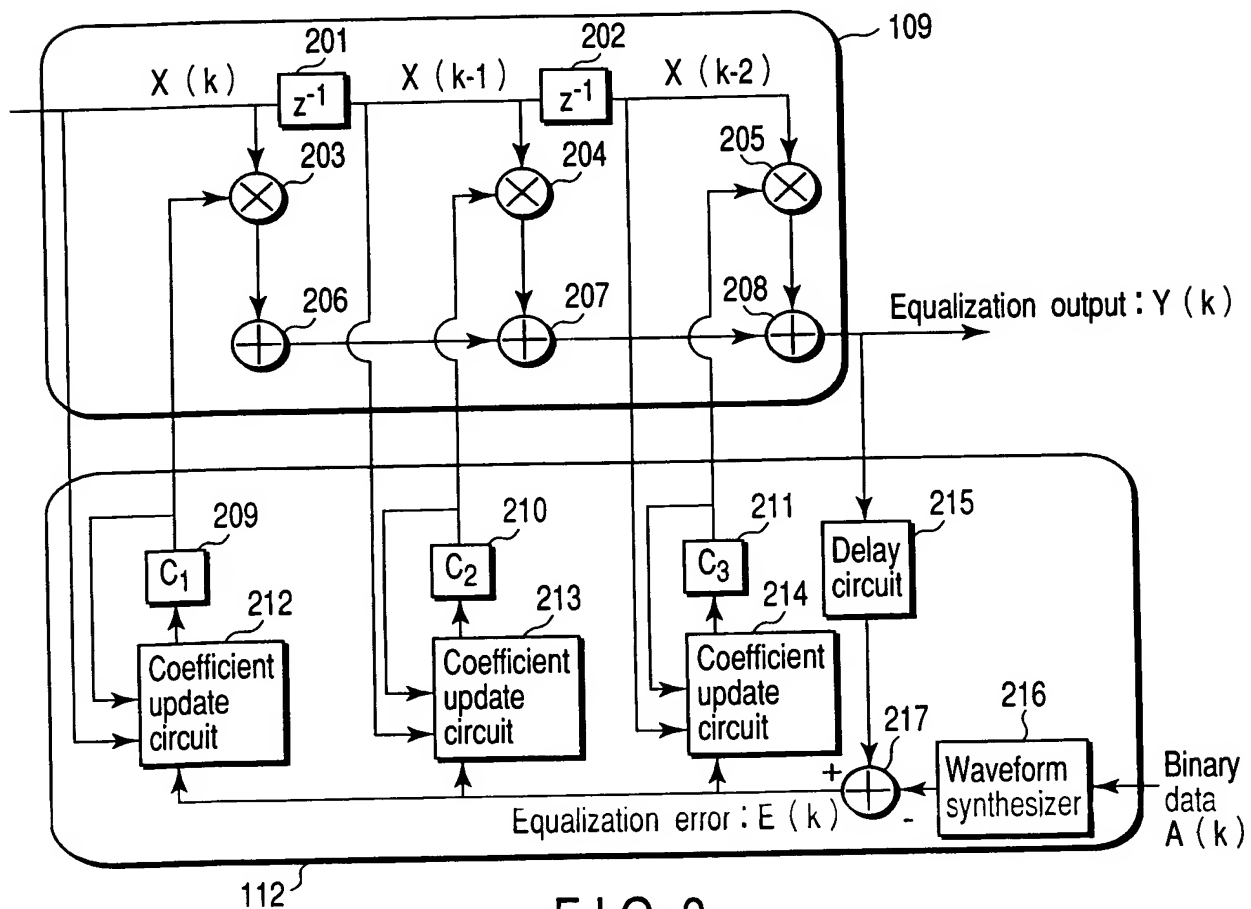 109
201
202
X (k)
z-1
X (k-1)
z-1
X (k-2)
203
204
205
206
207
208
Equalization output : Y (k)
209
210
211
215
C1
C2
C3
Delay
circuit
212
213
214
Coefficient
update
circuit
Coefficient
update
circuit
Coefficient
update
circuit
216
217
Waveform
synthesizer
+
-
Binary
data
A (k)
Equalization error : E (k)
112